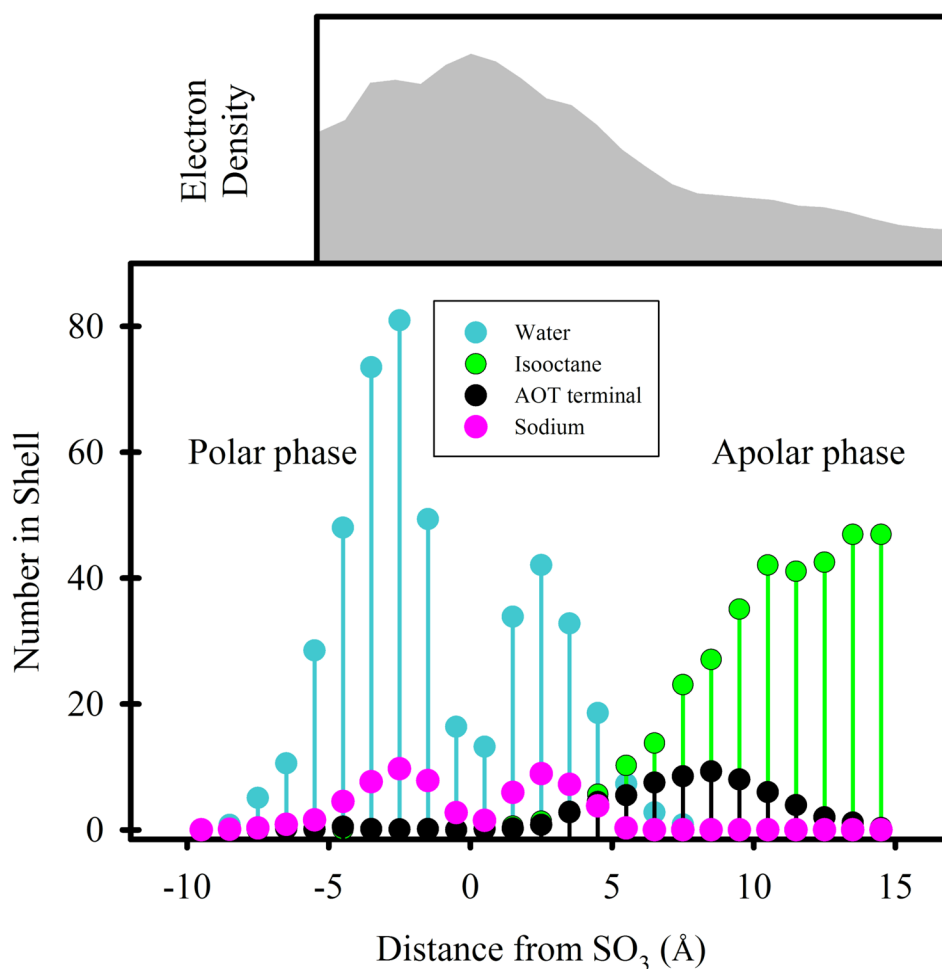 Electron
Density
Water
Isooctane
AOT terminal
Sodium
Polar phase
Apolar phase
Number in Shell
80
60
40
20
0
-10
-5
0
5
10
15
Distance from SO₃ (Å)